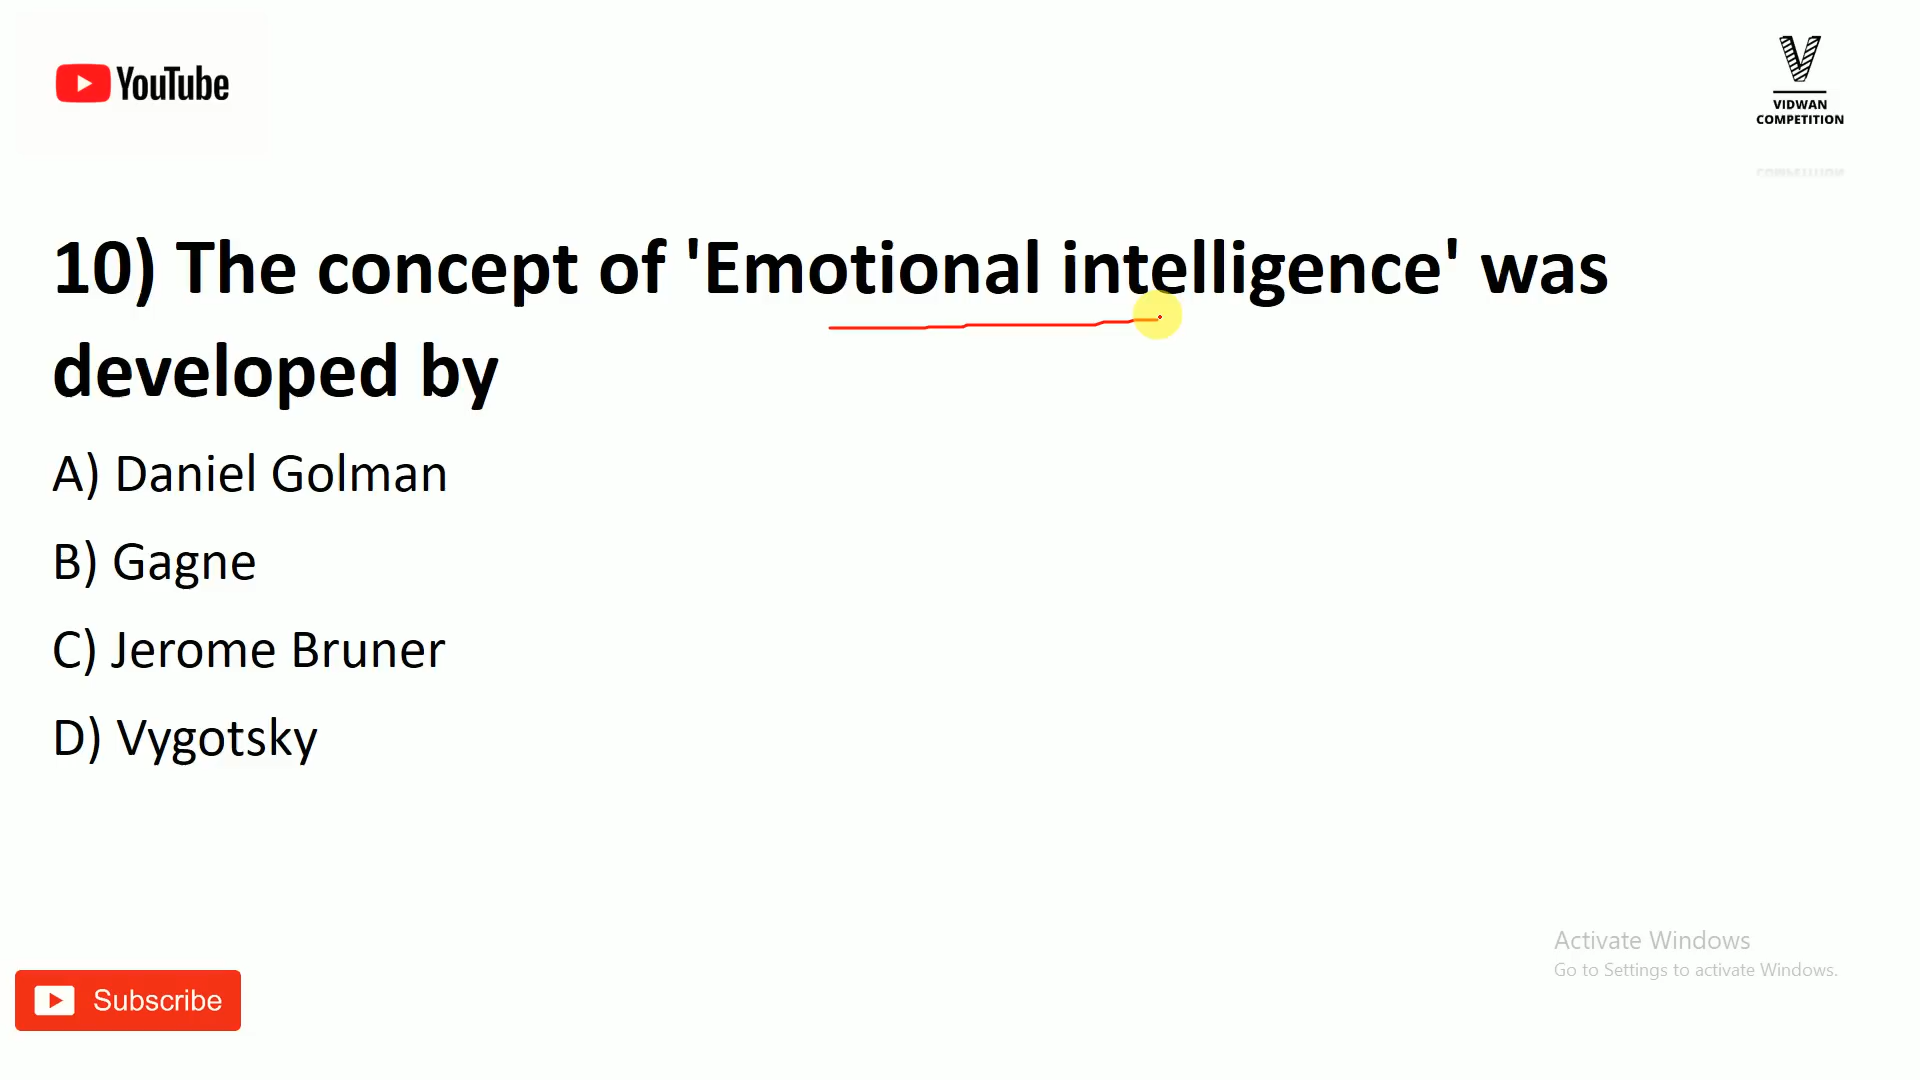 YouTube
VIDWAN
COMPETITION
10) The concept of 'Emotional intelligence' was
developed by
A) Daniel Golman
B) Gagne
C) Jerome Bruner
D) Vygotsky
Activate Windows
Go to Settings to activate Windows.
Subscribe